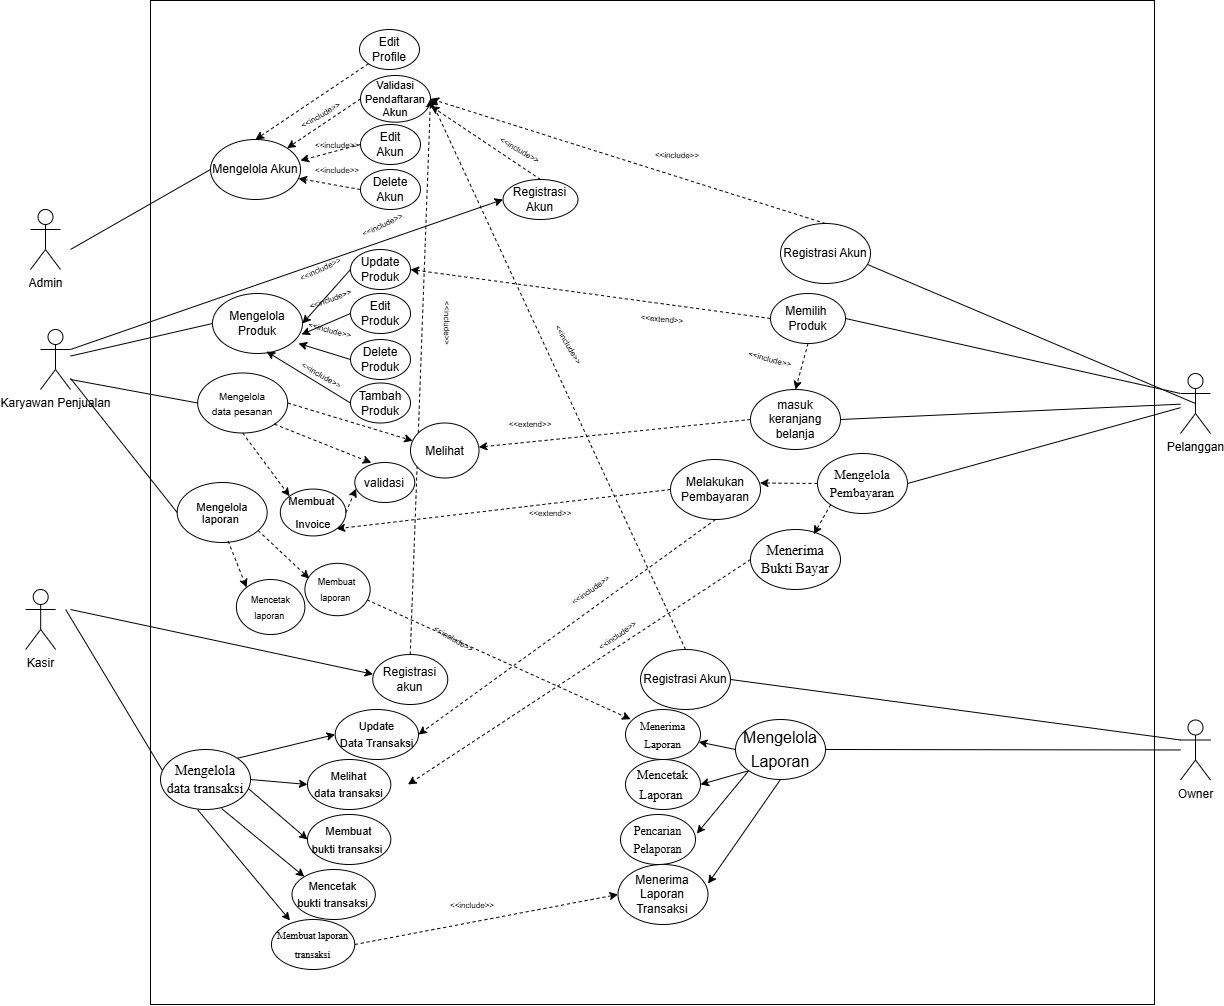 Edit
Profile
Validasi
Pendaftaran
Akun
<<include>>
Edit
Akun
<<include>>
Mengelola Akun
<<include>>
Delete
Akun
Registrasi
Akun
<<include>>
<<include>>
Registrasi Akun
Admin
<<include>>
<<include>>
Update
Produk
<<include>>
Mengelola
Produk
Edit
Produk
<<include>>
Delete
Produk
<<include>>
Tambah
Produk
<<include>>
<<include>>
<<extend>>
Memilih
Produk
<<include>>
Karyawan Penjualan
Mengelola
data pesanan
Melihat
<<extend>>
masuk
keranjang
belanja
Pelanggan
validasi
Membuat
Invoice
Mengelola
laporan
Melakukan
Pembayaran
Mengelola
Pembayaran
<<extend>>
Menerima
Bukti Bayar
Mencetak
laporan
Membuat
laporan
<<include>>
<<include>>
<<include>>
Kasir
Registrasi
akun
Registrasi Akun
Update
Data Transaksi
Menerima
Laporan
Mengelola
Laporan
Mengelola
data transaksi
Melihat
data transaksi
Mencetak
Laporan
Owner
Membuat
bukti transaksi
Pencarian
Pelaporan
Mencetak
bukti transaksi
Menerima
Laporan
Transaksi
<<include>>
Membuat laporan
transaksi